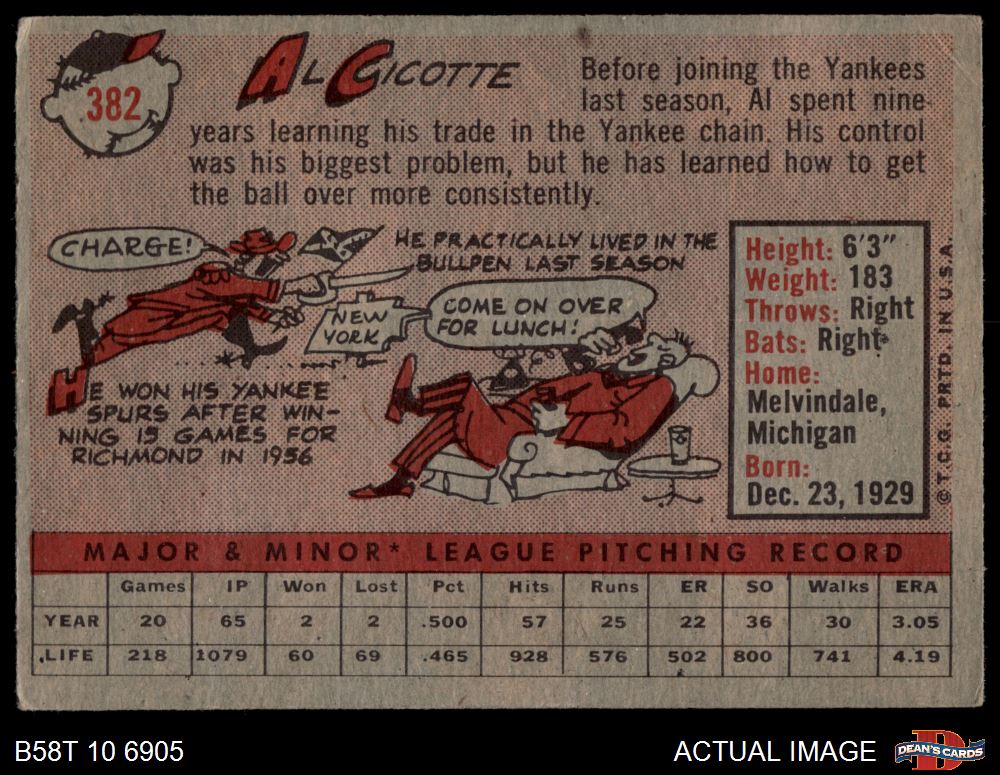 382
AL CICOTTE
Before joining the Yankees
last season, Al spent nine
years learning his trade in the Yankee chain. His control
was his biggest problem, but he has learned how to get
the ball over more consistently.
CHARGE!
HE PRACTICALLY LIVED IN THE
BULLPEN LAST SEASON
NEW
YORK
COME ON OVER
FOR LUNCH!
HE WON HIS YANKEE
SPURS AFTER WIN-
NING 15 GAMES FOR
RICHMOND IN 1956
Height: 6'3"
Weight: 183
Throws: Right
Bats: Right
Home:
Melvindale,
Michigan
Born:
Dec. 23, 1929
© T.C.G. PRTD. IN U.S.A.
MAJOR & MINOR* LEAGUE PITCHING RECORD
Games IP Won Lost Pct Hits Runs ER SO Walks ERA
YEAR 20 65 2 2 .500 57 25 22 36 30 3.05
LIFE 218 1079 60 69 .465 928 576 502 800 741 4.19
B58T 10 6905
ACTUAL IMAGE
D
DEAN'S CARDS